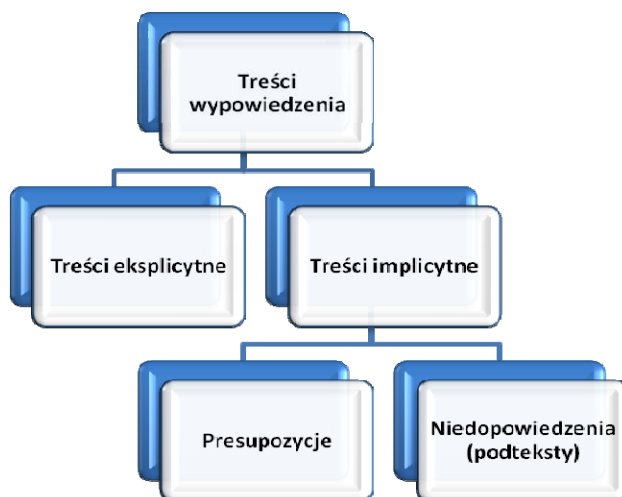 Treści
wypowiedzenia
Treści eksplicytne
Treści implicytne
Presupozycje
Niedopowiedzenia
(podteksty)